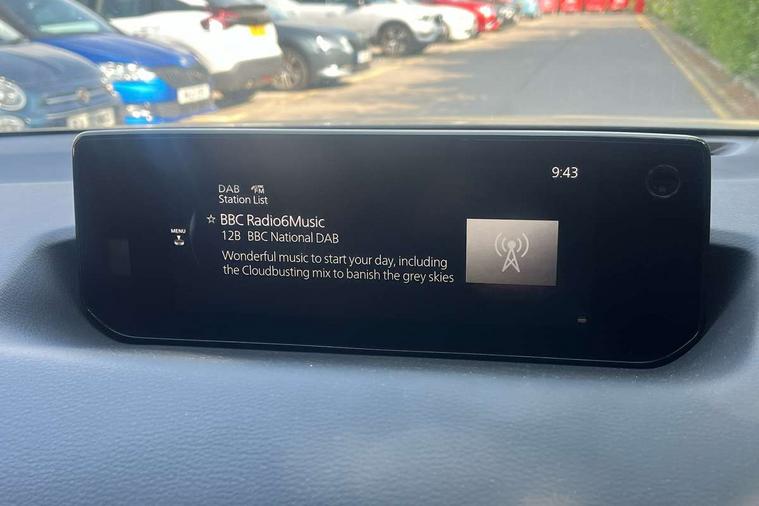 9:43
DAB FM
Station List
☆ BBC Radio6Music
MENU
12B BBC National DAB
Wonderful music to start your day, including
the Cloudbusting mix to banish the grey skies